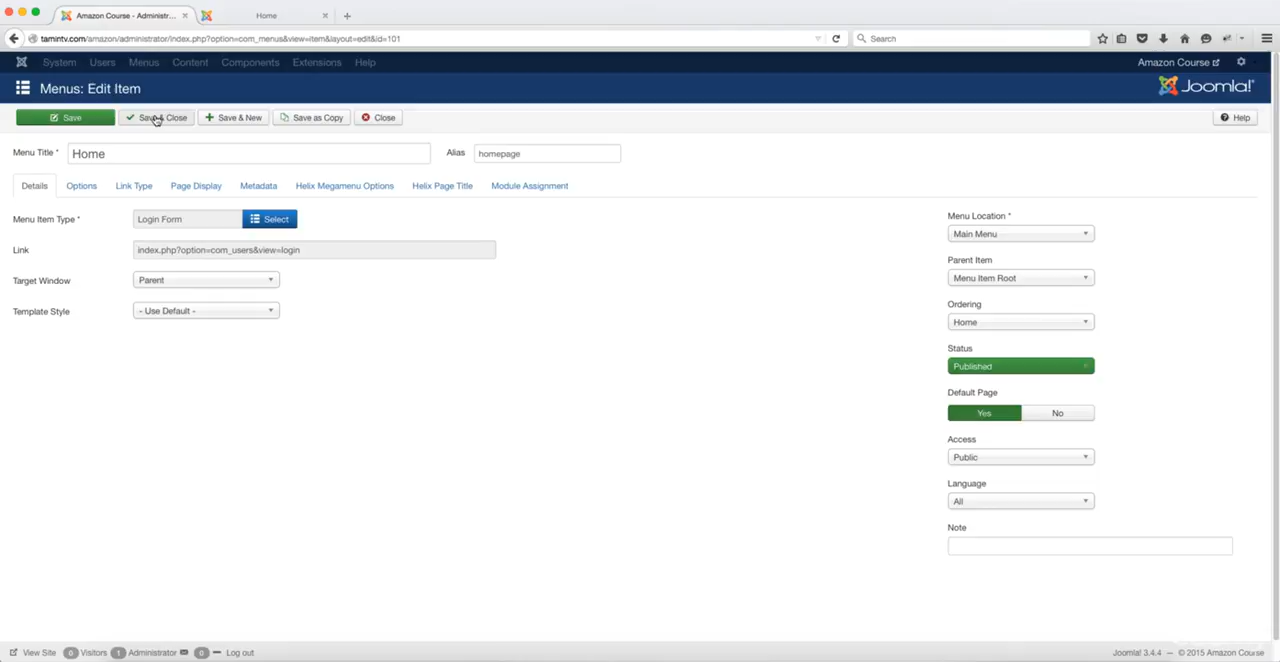 Amazon Course - Administr...
Home
tamintv.com/amazon/administrator/index.php?option=com_menus&view=item&layout=edit&id=101
Search
System Users Menus Content Components Extensions Help
Amazon Course
Menus: Edit Item
Joomla!
Save
Save & Close
Save & New
Save as Copy
Close
Help
Menu Title *
Home
Alias
homepage
Details
Options
Link Type
Page Display
Metadata
Helix Megamenu Options
Helix Page Title
Module Assignment
Menu Item Type *
Login Form
Select
Link
index.php?option=com_users&view=login
Target Window
Parent
Template Style
- Use Default -
Menu Location *
Main Menu
Parent Item
Menu Item Root
Ordering
Home
Status
Published
Default Page
Yes
No
Access
Public
Language
All
Note
View Site
0 Visitors
1 Administrator
0
Log out
Joomla! 3.4.4 — © 2015 Amazon Course